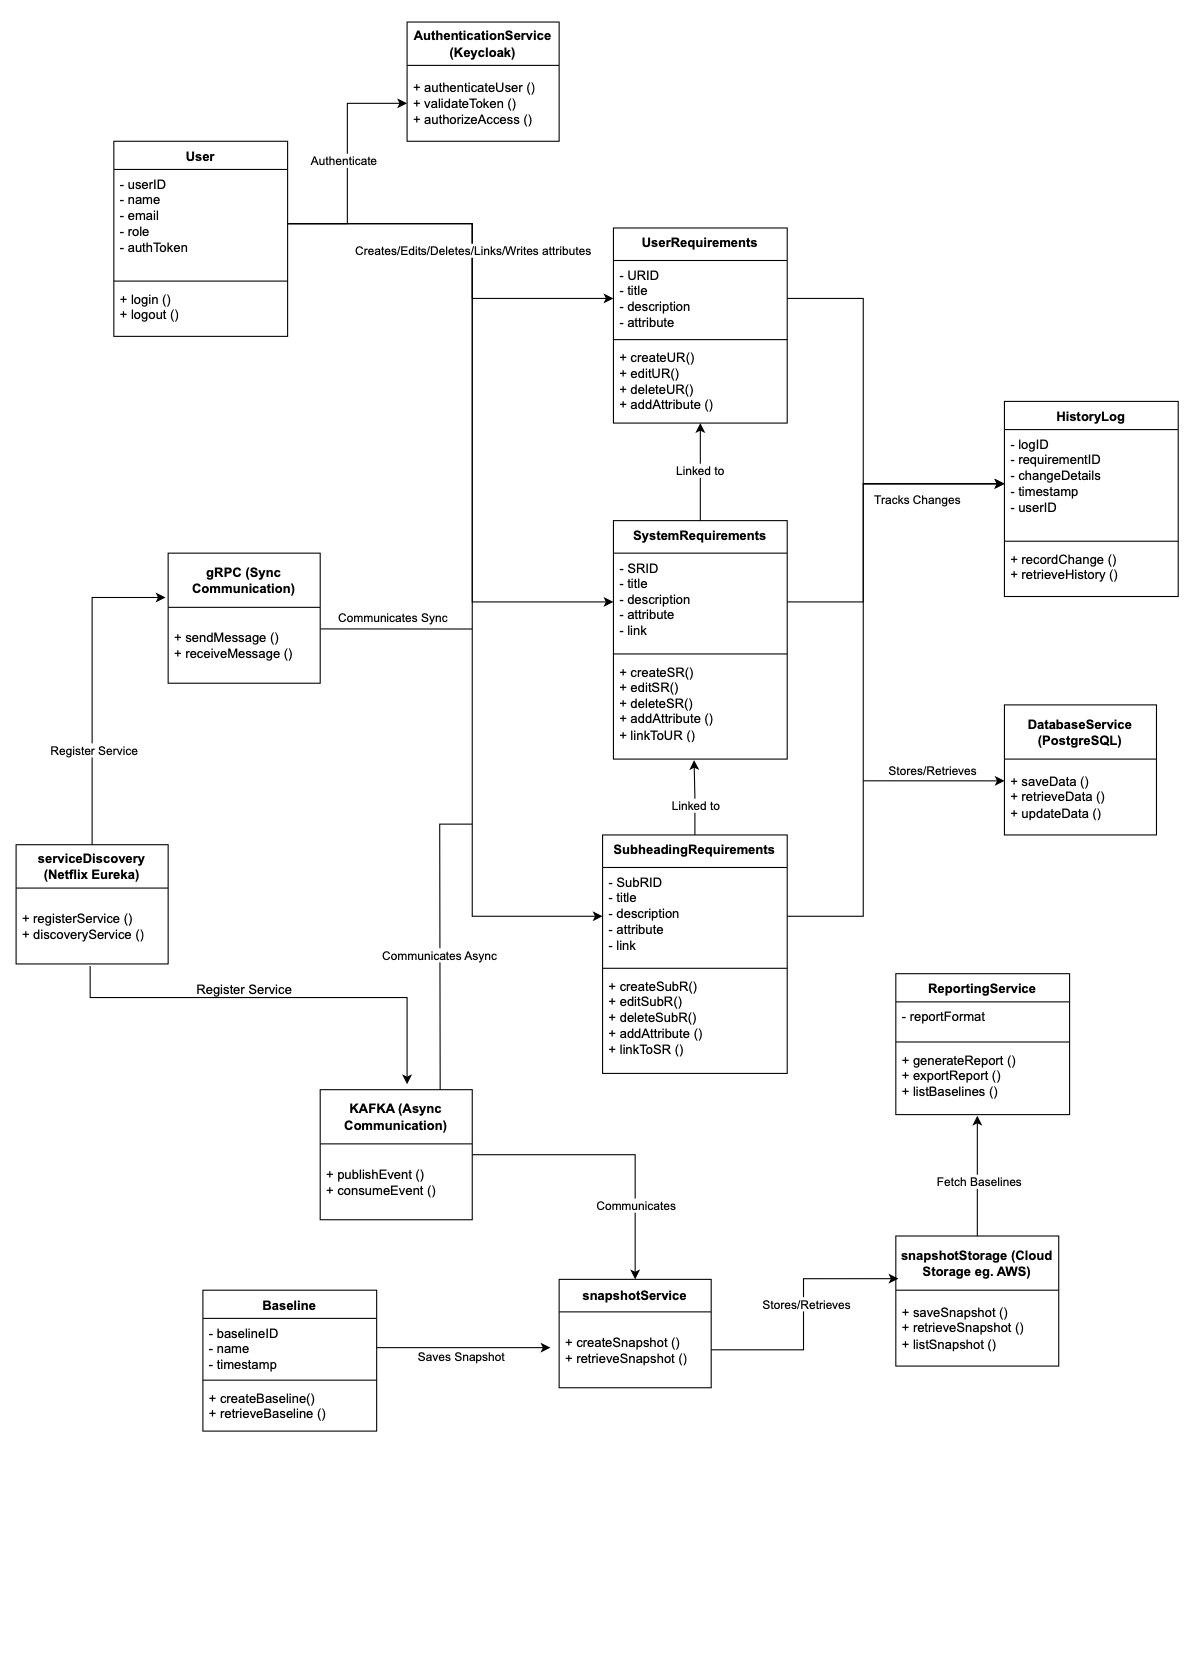 AuthenticationService
(Keycloak)
+ authenticateUser ()
+ validateToken ()
+ authorizeAccess ()
Authenticate
User
- userID
- name
- email
- role
- authToken
+ login ()
+ logout ()
Creates/Edits/Deletes/Links/Writes attributes
UserRequirements
- URID
- title
- description
- attribute
+ createUR()
+ editUR()
+ deleteUR()
+ addAttribute ()
Linked to
HistoryLog
- logID
- requirementID
- changeDetails
- timestamp
- userID
+ recordChange ()
+ retrieveHistory ()
Tracks Changes
SystemRequirements
- SRID
- title
- description
- attribute
- link
+ createSR()
+ editSR()
+ deleteSR()
+ addAttribute ()
+ linkToUR ()
gRPC (Sync
Communication)
+ sendMessage ()
+ receiveMessage ()
Communicates Sync
Register Service
DatabaseService
(PostgreSQL)
+ saveData ()
+ retrieveData ()
+ updateData ()
Stores/Retrieves
Linked to
SubheadingRequirements
- SubRID
- title
- description
- attribute
- link
+ createSubR()
+ editSubR()
+ deleteSubR()
+ addAttribute ()
+ linkToSR ()
serviceDiscovery
(Netflix Eureka)
+ registerService ()
+ discoveryService ()
Communicates Async
Register Service
ReportingService
- reportFormat
+ generateReport ()
+ exportReport ()
+ listBaselines ()
KAFKA (Async
Communication)
+ publishEvent ()
+ consumeEvent ()
Communicates
Fetch Baselines
snapshotStorage (Cloud
Storage eg. AWS)
+ saveSnapshot ()
+ retrieveSnapshot ()
+ listSnapshot ()
Stores/Retrieves
snapshotService
+ createSnapshot ()
+ retrieveSnapshot ()
Baseline
- baselineID
- name
- timestamp
+ createBaseline()
+ retrieveBaseline ()
Saves Snapshot